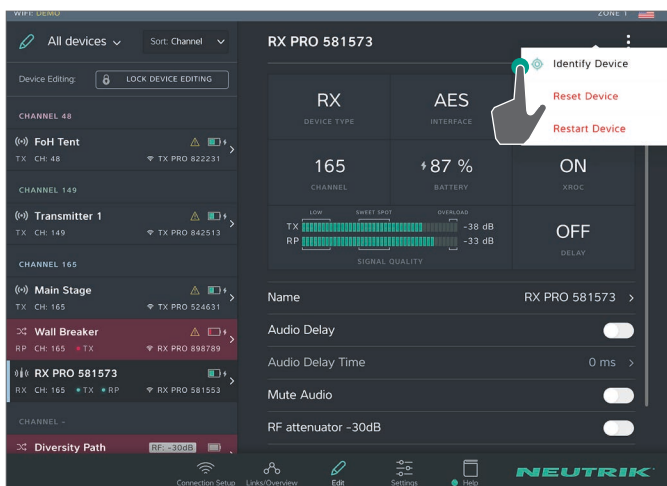 WIFI: DEMO
ZONE 1
All devices
Sort: Channel
Device Editing:
LOCK DEVICE EDITING
CHANNEL 48
FoH Tent
TX CH: 48
TX PRO 822231
CHANNEL 149
Transmitter 1
TX CH: 149
TX PRO 842513
CHANNEL 165
Main Stage
TX CH: 165
TX PRO 524631
Wall Breaker
RP CH: 165 TX
RX PRO 898789
RX PRO 581573
RX CH: 165 TX RP
RX PRO 581553
CHANNEL -
Diversity Path
RF: -30dB
RX PRO 581573
Identify Device
Reset Device
Restart Device
RX
DEVICE TYPE
AES
INTERFACE
165
CHANNEL
87 %
BATTERY
ON
XROC
LOW SWEET SPOT OVERLOAD
TX -38 dB
RP -33 dB
SIGNAL QUALITY
OFF
DELAY
Name RX PRO 581573
Audio Delay
Audio Delay Time 0 ms
Mute Audio
RF attenuator -30dB
Connection Setup
Links/Overview
Edit
Settings
Help
NEUTRIK